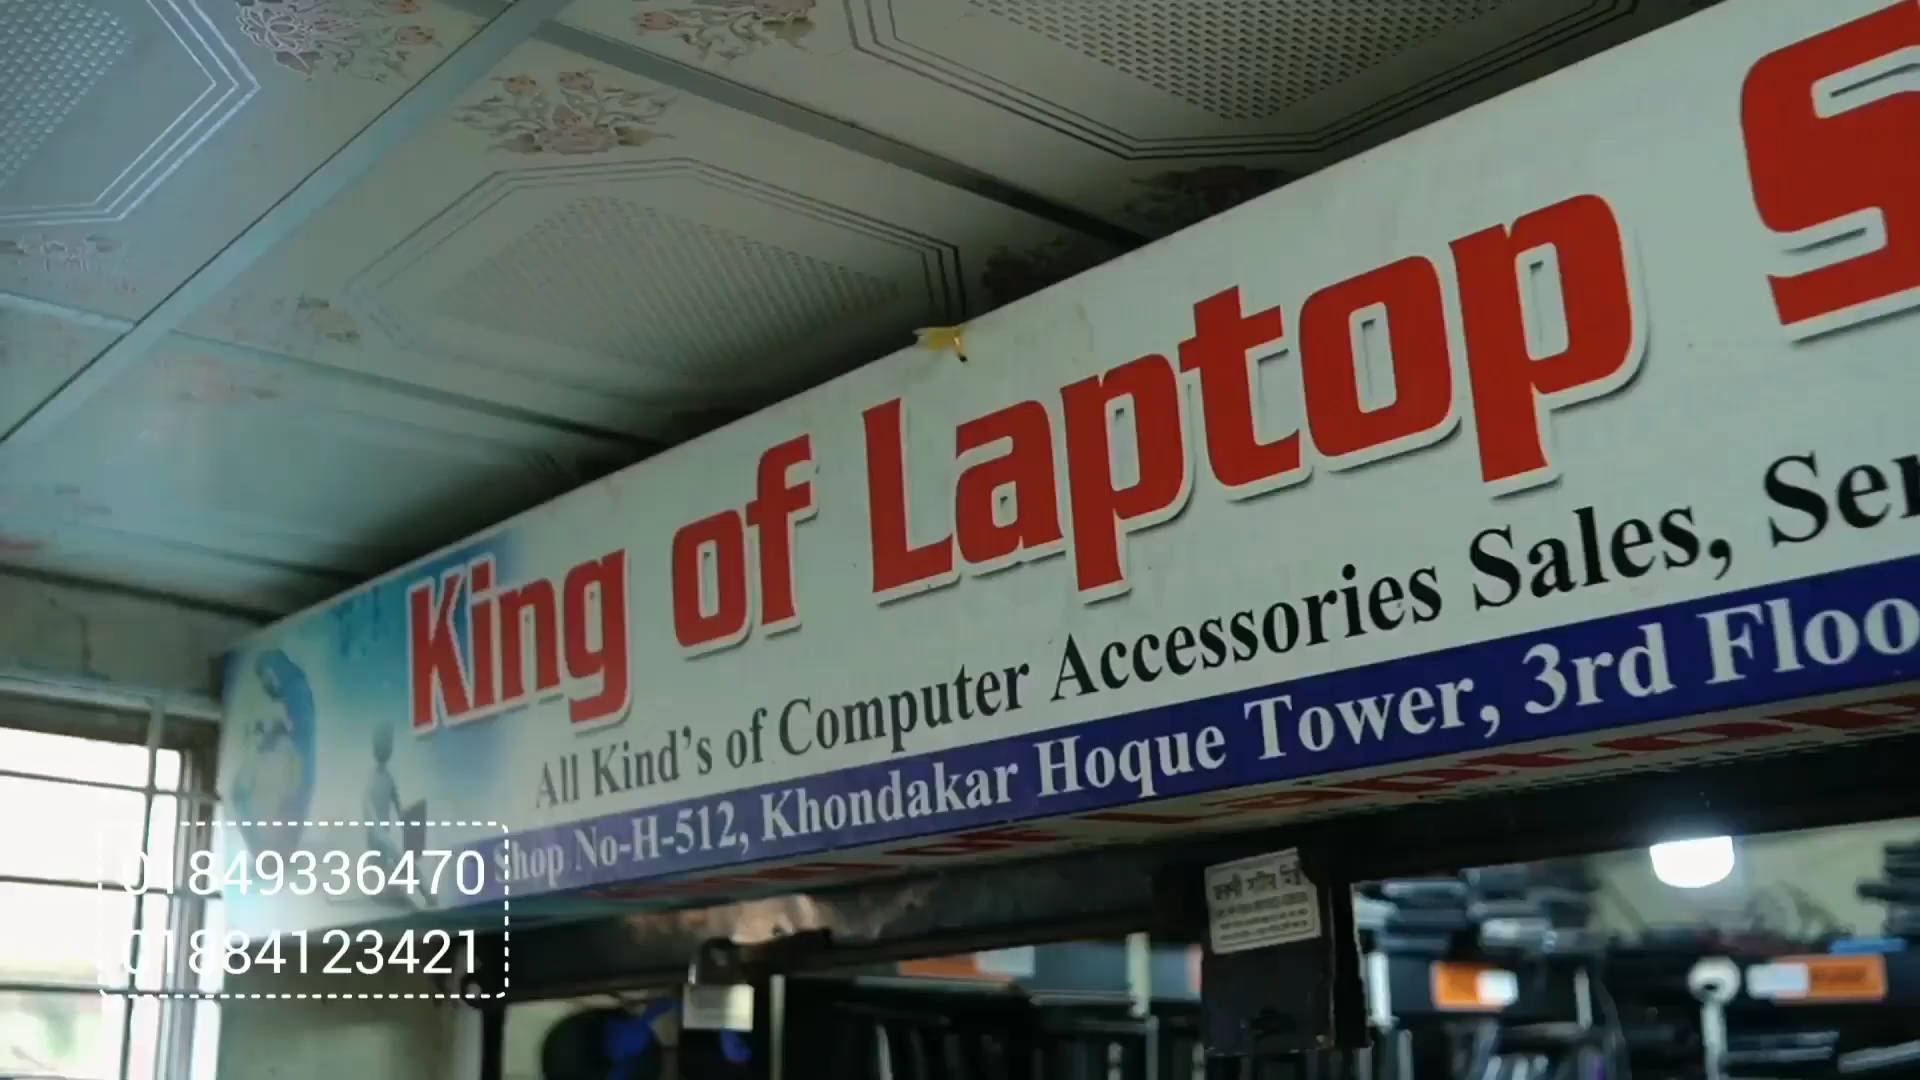 King of Laptop S
All Kind's of Computer Accessories Sales, Ser
Shop No-H-512, Khondakar Hoque Tower, 3rd Floo
01849336470
01884123421